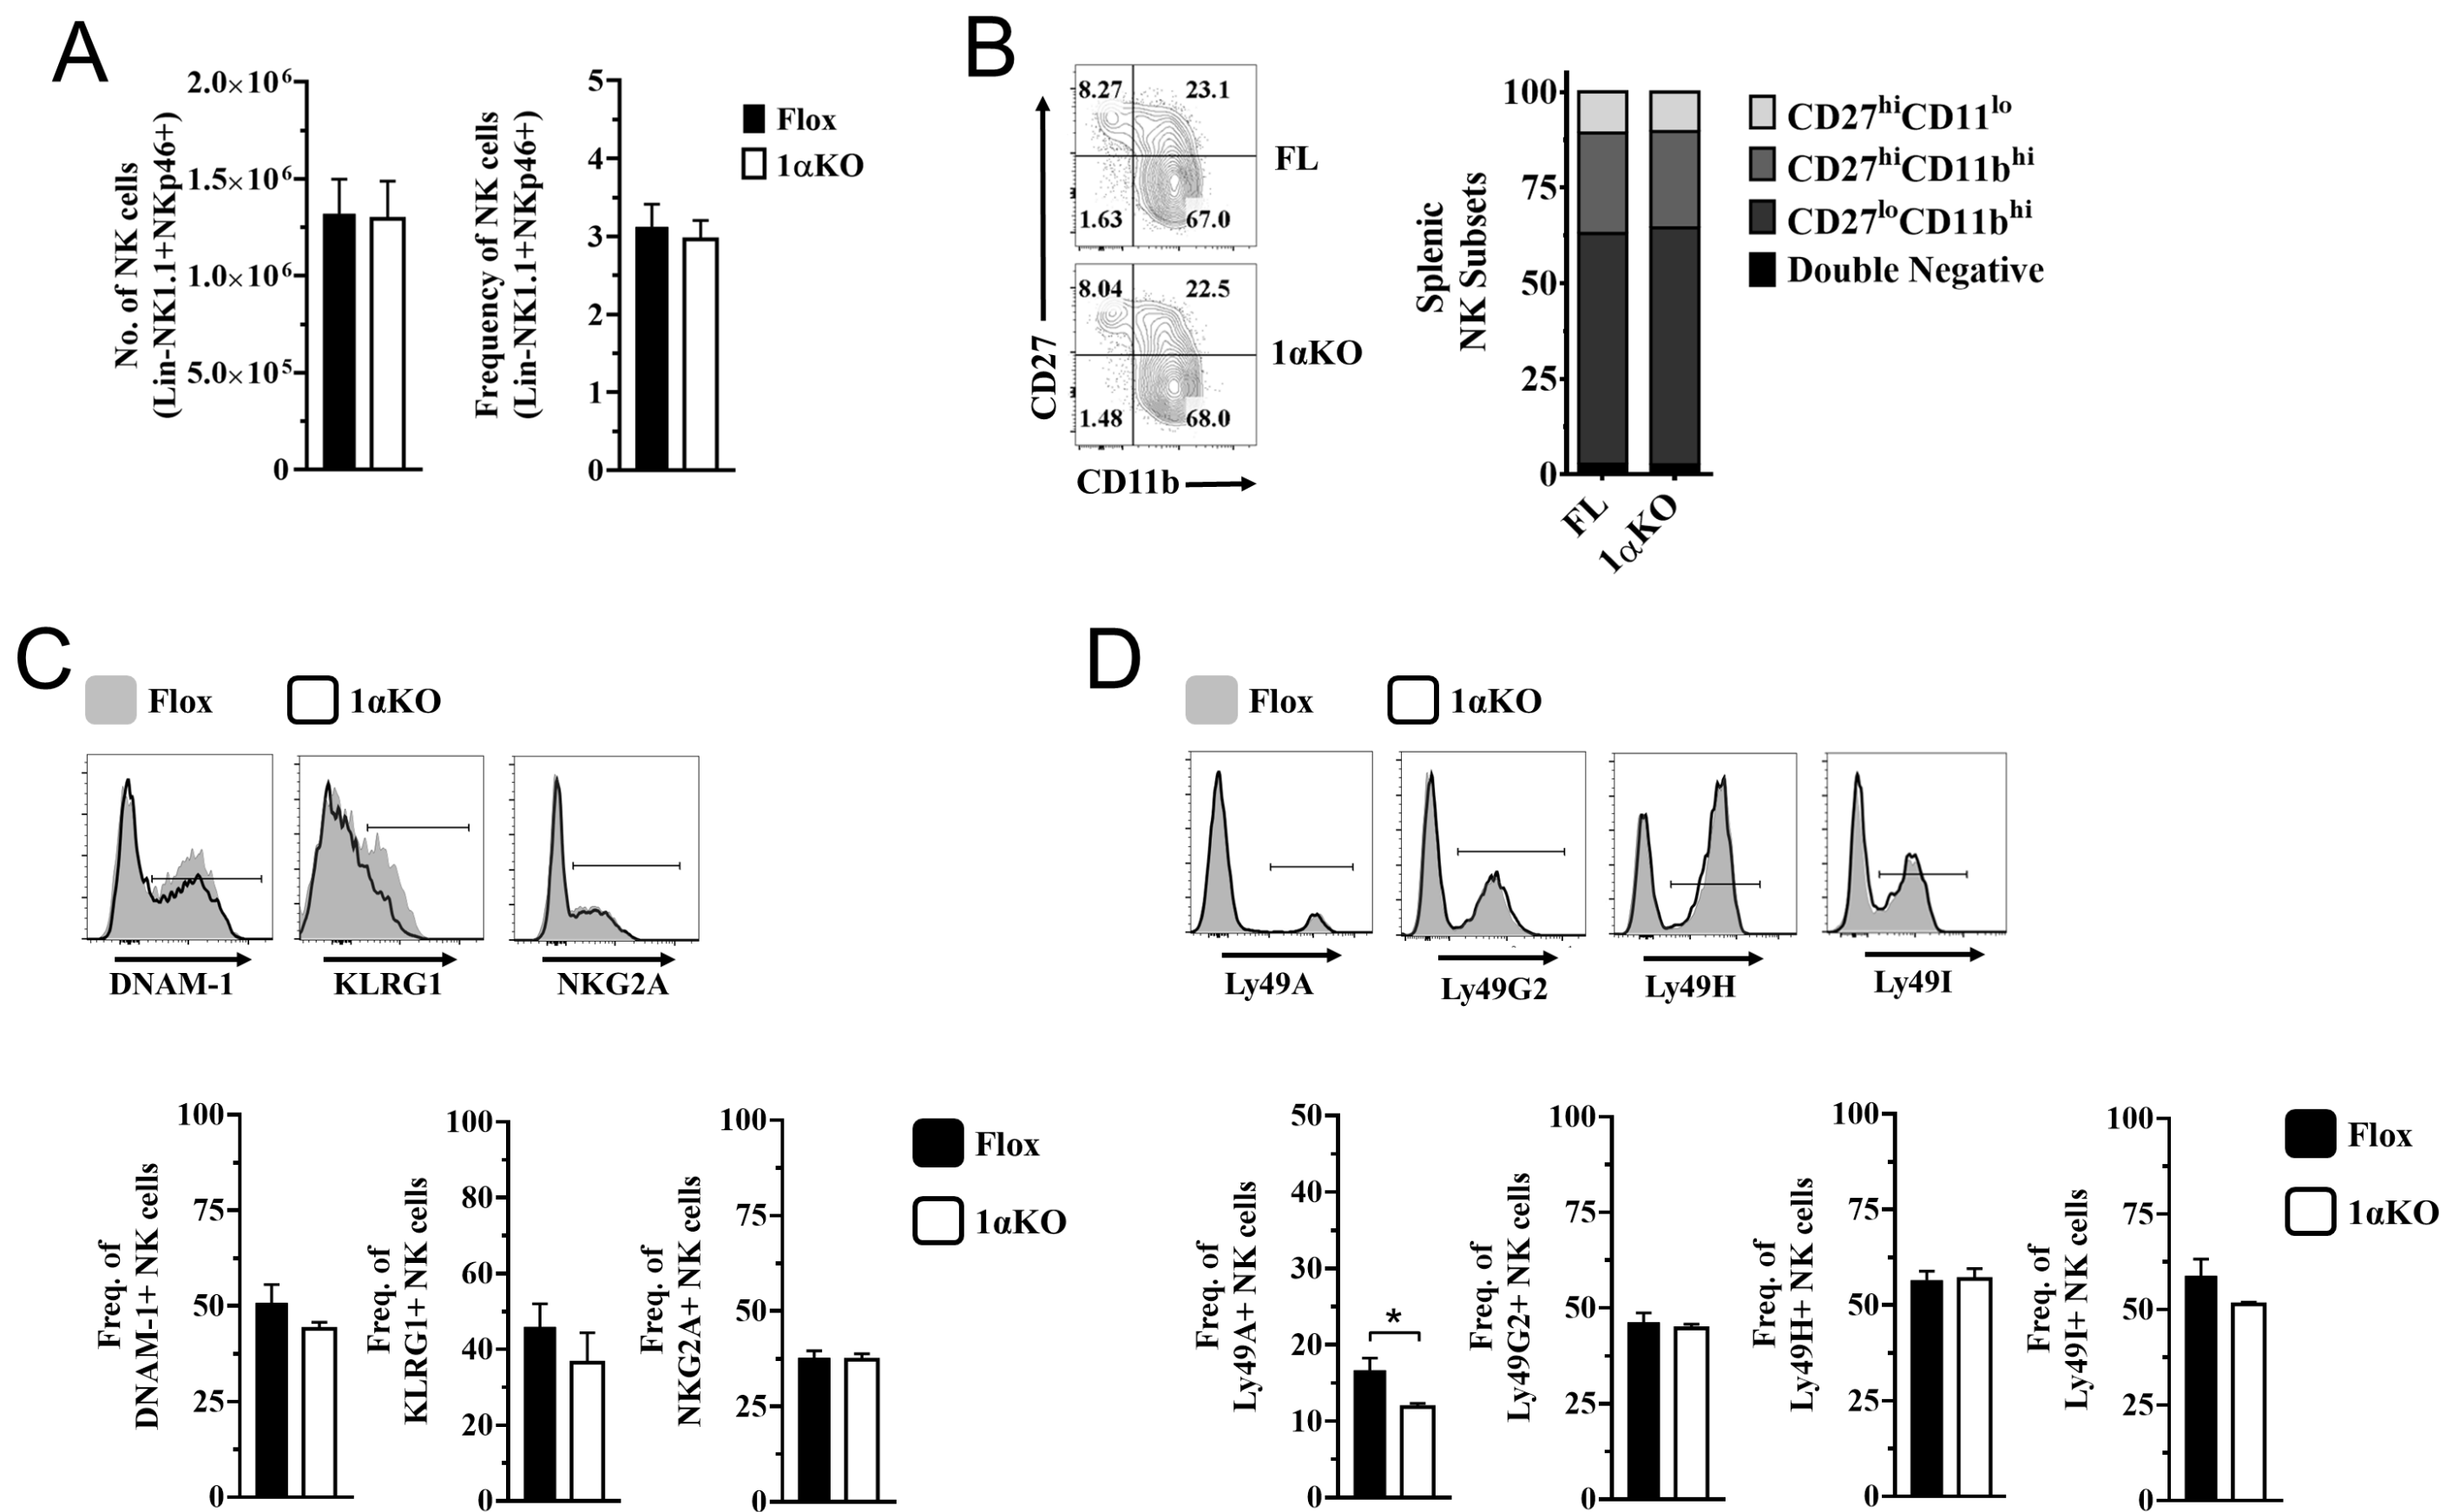 A
2.0×10⁶
1.5×10⁶
1.0×10⁶
5.0×10⁵
0
No. of NK cells
(Lin-NK1.1+NKp46+)
5
4
3
2
1
0
Frequency of NK cells
(Lin-NK1.1+NKp46+)
Flox
1αKO
B
8.27
23.1
1.63
67.0
FL
8.04
22.5
1.48
68.0
1αKO
CD27
CD11b
100
75
50
25
0
Splenic
NK Subsets
FL
1αKO
CD27hiCD11lo
CD27hiCD11bhi
CD27loCD11bhi
Double Negative
C
Flox
1αKO
DNAM-1
KLRG1
NKG2A
100
75
50
25
0
Freq. of
DNAM-1+ NK cells
100
80
60
40
20
0
Freq. of
KLRG1+ NK cells
100
75
50
25
0
Freq. of
NKG2A+ NK cells
Flox
1αKO
D
Flox
1αKO
Ly49A
Ly49G2
Ly49H
Ly49I
50
40
30
20
10
0
Freq. of
Ly49A+ NK cells
*
100
75
50
25
0
Freq. of
Ly49G2+ NK cells
100
75
50
25
0
Freq. of
Ly49H+ NK cells
100
75
50
25
0
Freq. of
Ly49I+ NK cells
Flox
1αKO